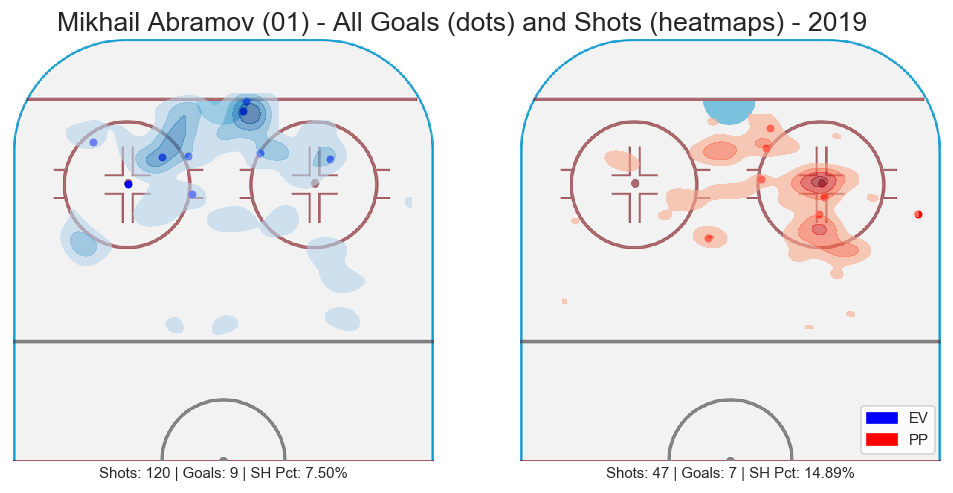 Mikhail Abramov (01) - All Goals (dots) and Shots (heatmaps) - 2019
EV
PP
Shots: 120 | Goals: 9 | SH Pct: 7.50%
Shots: 47 | Goals: 7 | SH Pct: 14.89%